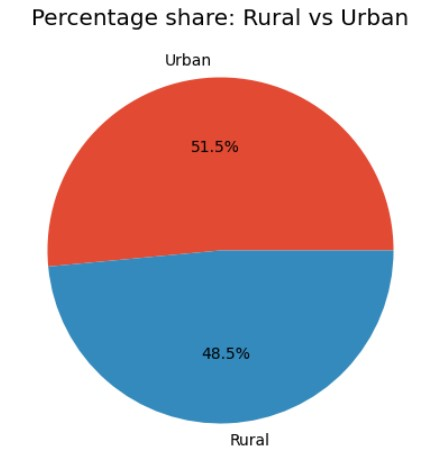 Percentage share: Rural vs Urban
Urban
51.5%
48.5%
Rural